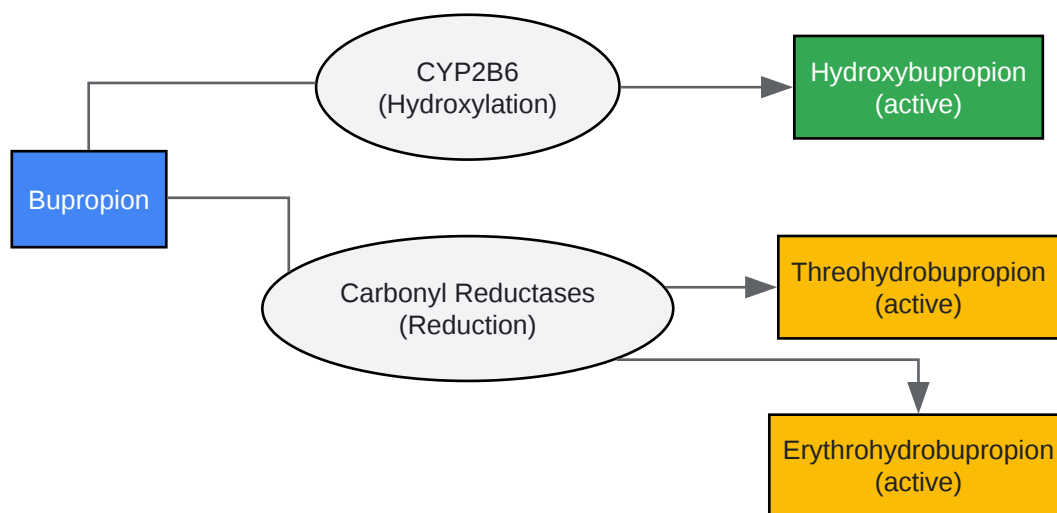 CYP2B6
(Hydroxylation)
Hydroxybupropion
(active)
Bupropion
Carbonyl Reductases
(Reduction)
Threohydrobupropion
(active)
Erythrohydrobupropion
(active)